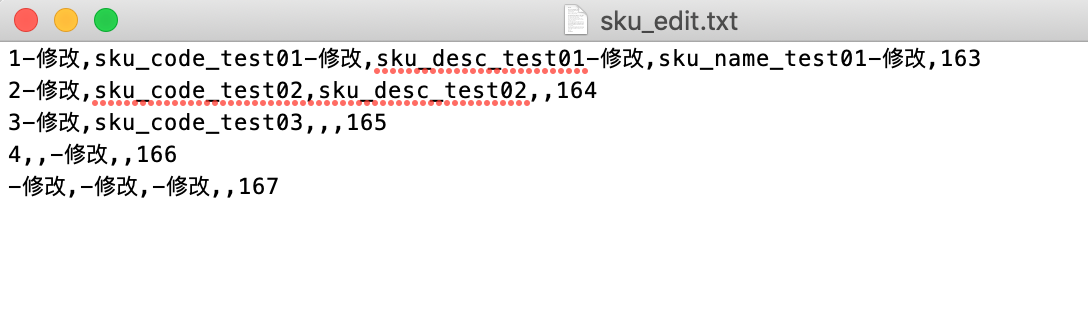 sku_edit.txt
1-修改,sku_code_test01-修改,sku_desc_test01-修改,sku_name_test01-修改,163
2-修改,sku_code_test02,sku_desc_test02,,164
3-修改,sku_code_test03,,,165
4,,-修改,,166
-修改,-修改,-修改,,167